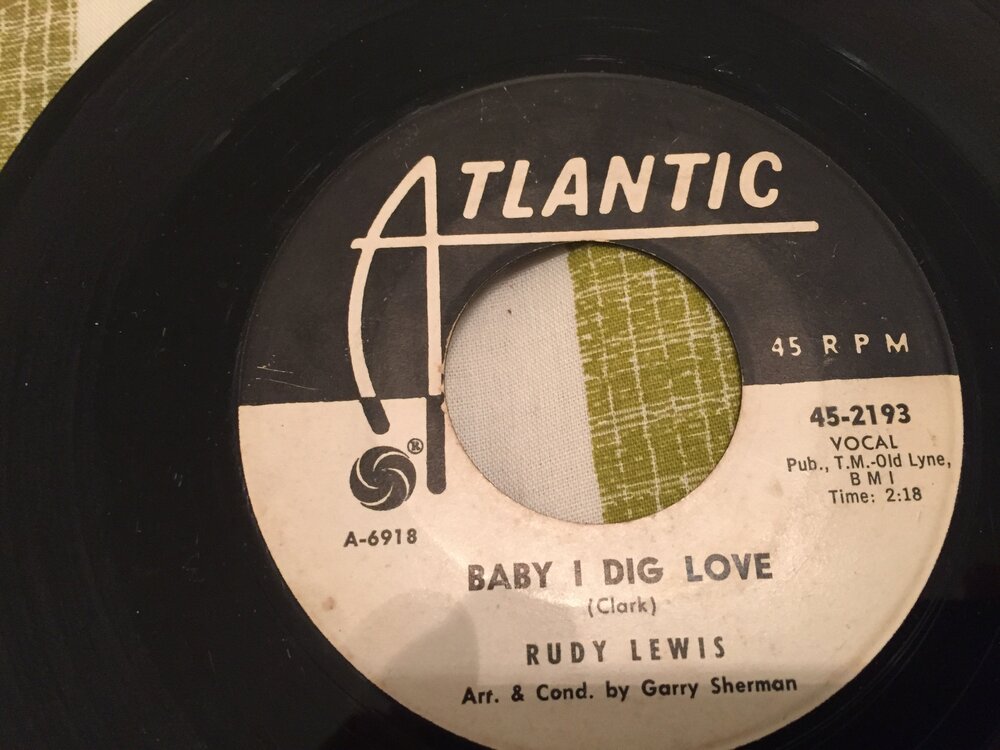 ATLANTIC
45 RPM
45-2193
VOCAL
Pub., T.M.-Old Lyne,
BMI
Time: 2:18
®
A-6918
BABY I DIG LOVE
(Clark)
RUDY LEWIS
Arr. & Cond. by Garry Sherman